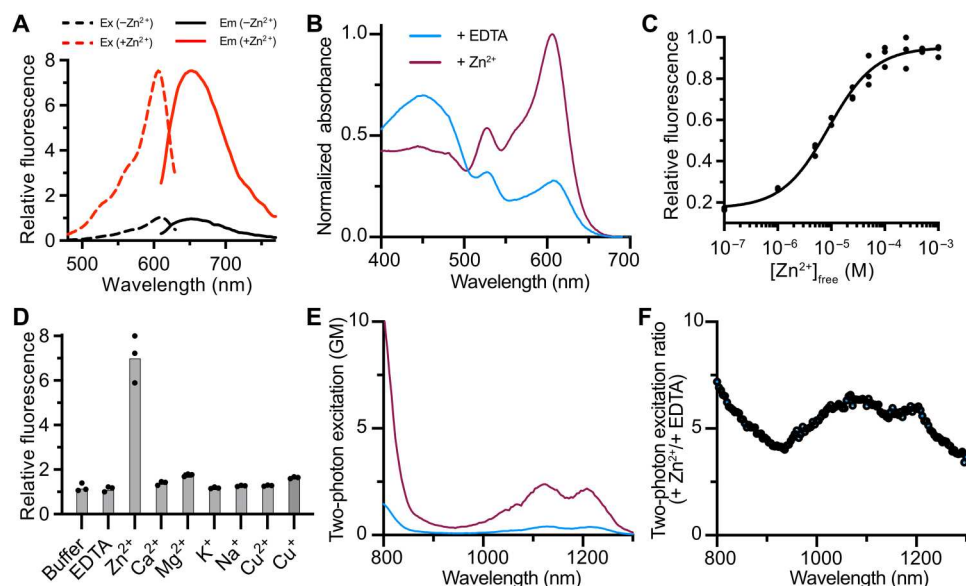 A
Ex (−Zn²⁺)
Em (−Zn²⁺)
Ex (+Zn²⁺)
Em (+Zn²⁺)
Relative fluorescence
8
7
6
5
4
3
2
1
0
500
600
700
Wavelength (nm)
B
+ EDTA
+ Zn²⁺
Normalized absorbance
1.0
0.5
0.0
400
500
600
700
Wavelength (nm)
C
Relative fluorescence
1.0
0.8
0.6
0.4
0.2
10⁻⁷
10⁻⁶
10⁻⁵
10⁻⁴
10⁻³
[Zn²⁺]free (M)
D
Relative fluorescence
8
6
4
2
0
Buffer
EDTA
Zn²⁺
Ca²⁺
Mg²⁺
K⁺
Na⁺
Cu²⁺
Cu⁺
E
Two-photon excitation (GM)
10
5
0
800
1000
1200
Wavelength (nm)
F
Two-photon excitation ratio
(+ Zn²⁺/+ EDTA)
10
5
0
800
1000
1200
Wavelength (nm)